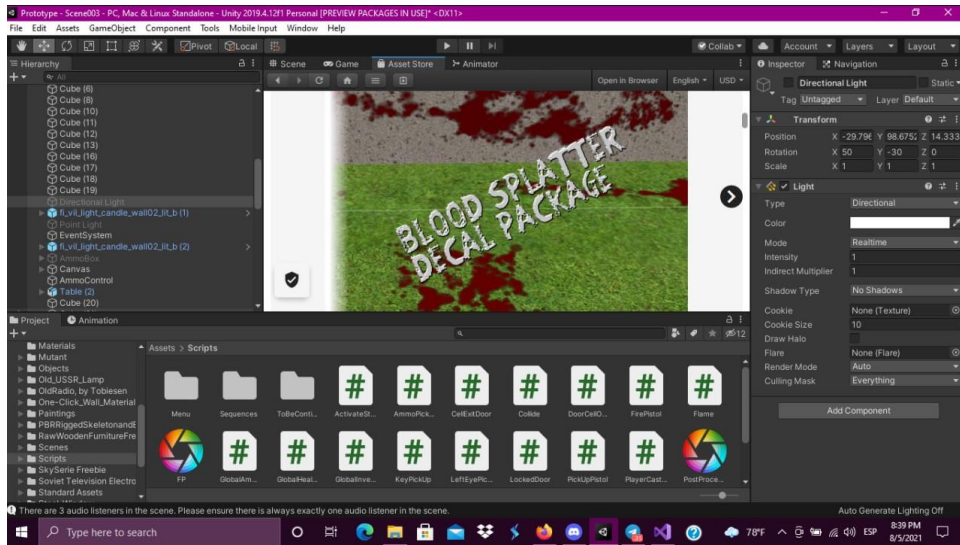 Prototype - Scene003 - PC, Mac & Linux Standalone - Unity 2019.4.12f1 Personal [PREVIEW PACKAGES IN USE]* <DX11>
File Edit Assets GameObject Component Tools Mobile Input Window Help
Pivot Local Collab Account Layers Layout
Hierarchy
All
Cube (6)
Cube (8)
Cube (10)
Cube (11)
Cube (12)
Cube (13)
Cube (16)
Cube (17)
Cube (18)
Cube (19)
Directional Light
fi_vil_light_candle_wall02_lit_b (1)
Point Light
EventSystem
fi_vil_light_candle_wall02_lit_b (2)
AmmoBox
Canvas
AmmoControl
Table (2)
Cube (20)
Scene Game Asset Store Animator
Open in Browser English USD
BLOOD SPLATTER
DECAL PACKAGE
Inspector Navigation
Directional Light Static
Tag Untagged Layer Default
Transform
Position X -29.796 Y 98.6752 Z 14.333
Rotation X 50 Y -30 Z 0
Scale X 1 Y 1 Z 1
Light
Type Directional
Color
Mode Realtime
Intensity 1
Indirect Multiplier 1
Shadow Type No Shadows
Cookie None (Texture)
Cookie Size 10
Draw Halo
Flare None (Flare)
Render Mode Auto
Culling Mask Everything
Add Component
Project Animation
12
Materials
Mutant
Objects
Old_USSR_Lamp
OldRadio, by Tobiesen
One-Click_Wall_Material
Paintings
PBRRiggedSkeletonandE
RawWoodenFurnitureFre
Scenes
Scripts
SkySerie Freebie
Soviet Television Electro
Standard Assets
Assets > Scripts
Menu Sequences ToBeConti... ActivateSt... AmmoPick... CellExitDoor Collide DoorCellO... FirePistol Flame
FP GlobalAm... GlobalHeal... GlobalInve... KeyPickUp LeftEyePic... LockedDoor PickUpPistol PlayerCast... PostProce...
There are 3 audio listeners in the scene. Please ensure there is always exactly one audio listener in the scene.
Auto Generate Lighting Off
Type here to search
78°F ESP 8:39 PM
8/5/2021